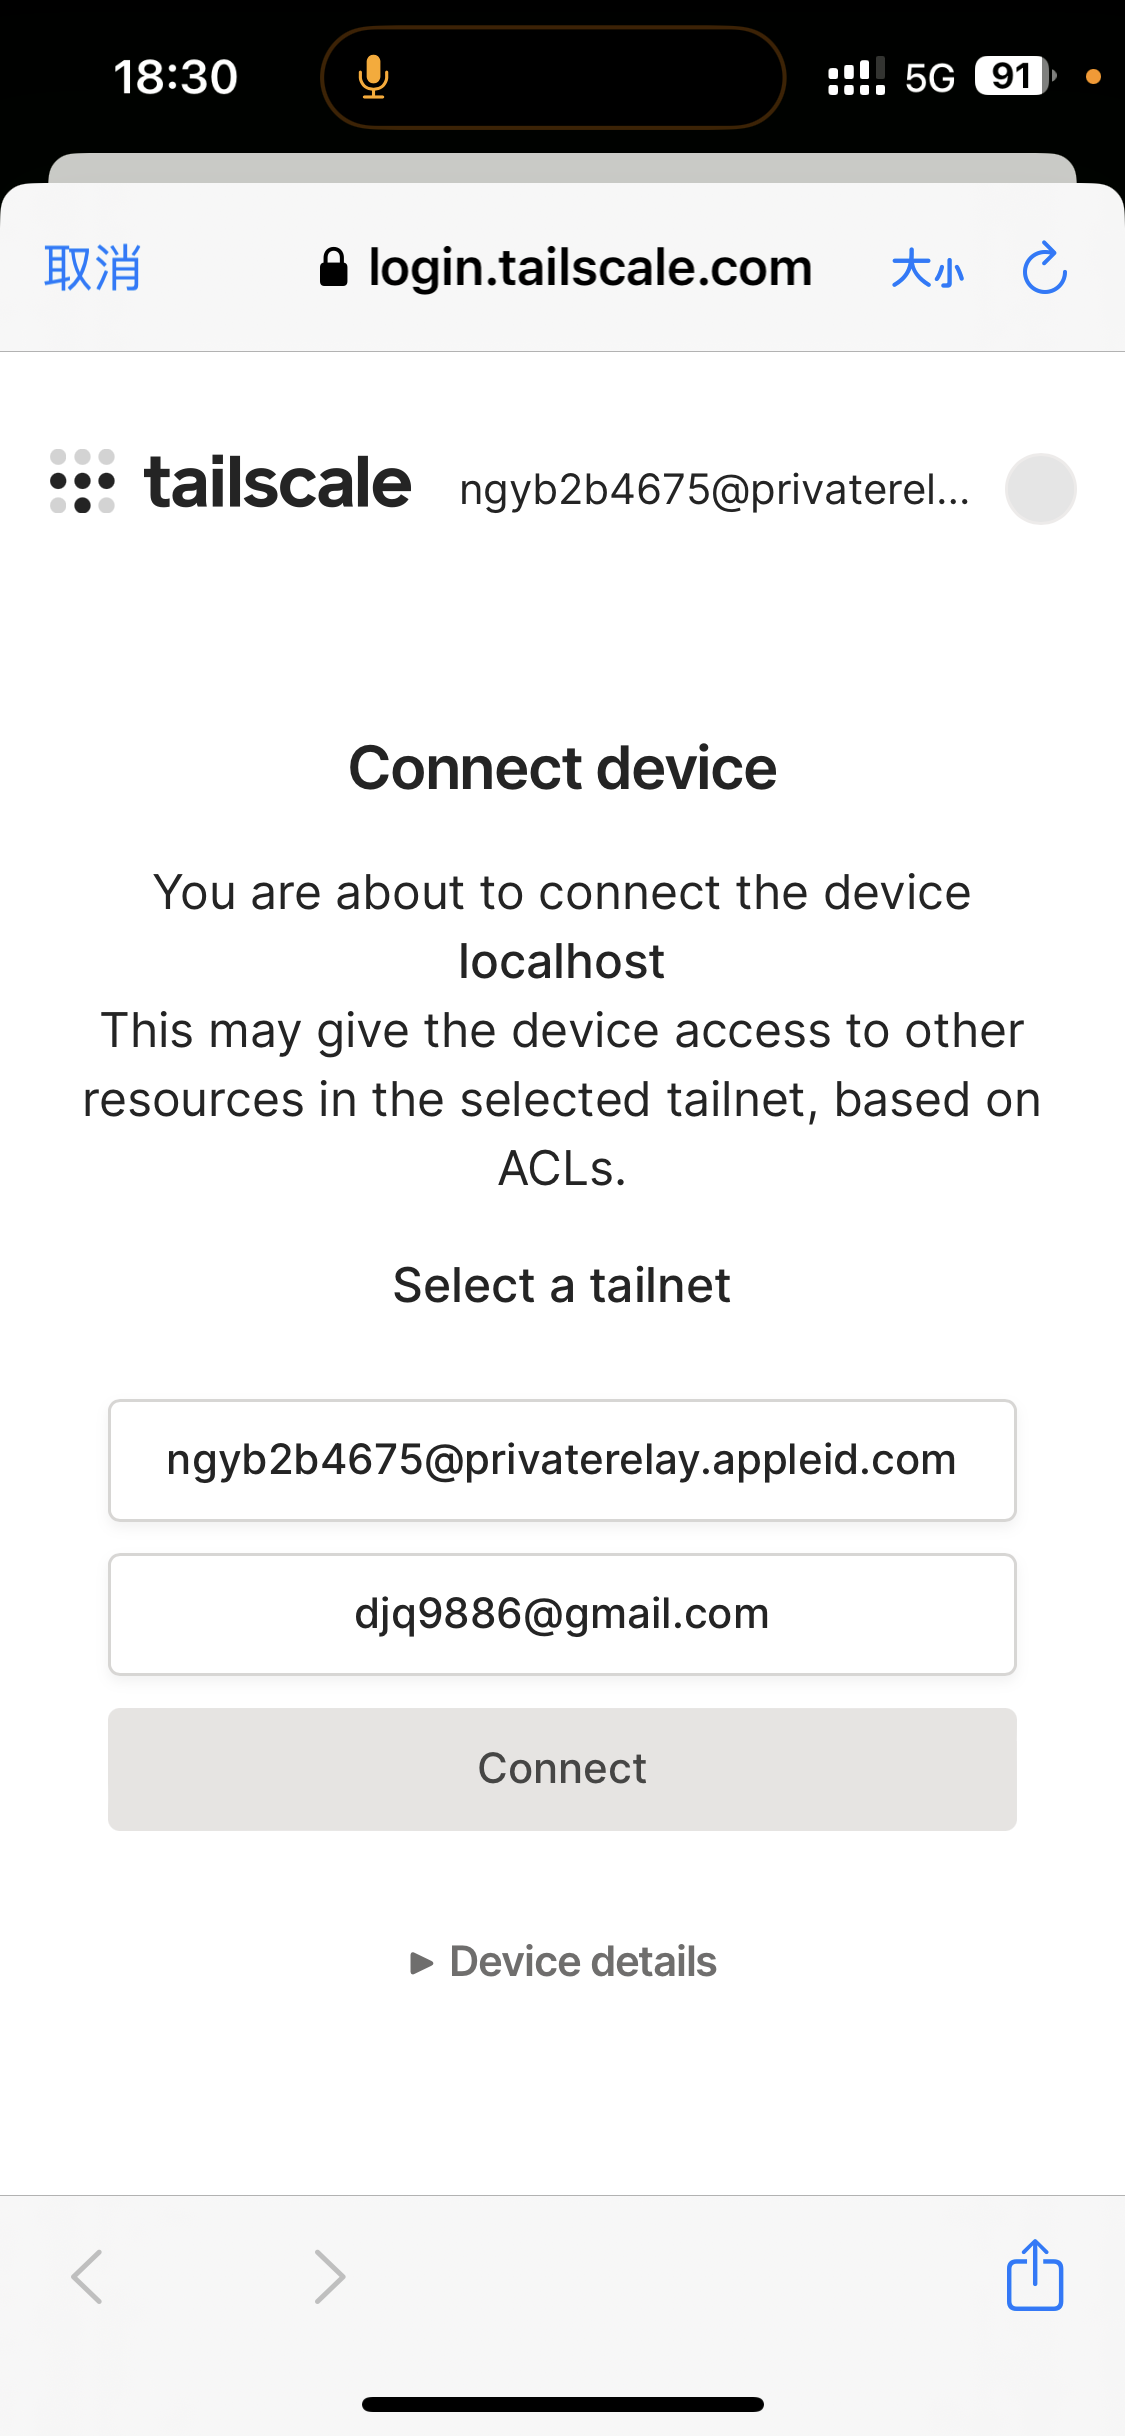 18:30
5G
91
取消
login.tailscale.com
大小
tailscale
ngyb2b4675@privaterel...
Connect device
You are about to connect the device
localhost
This may give the device access to other
resources in the selected tailnet, based on
ACLs.
Select a tailnet
ngyb2b4675@privaterelay.appleid.com
djq9886@gmail.com
Connect
Device details